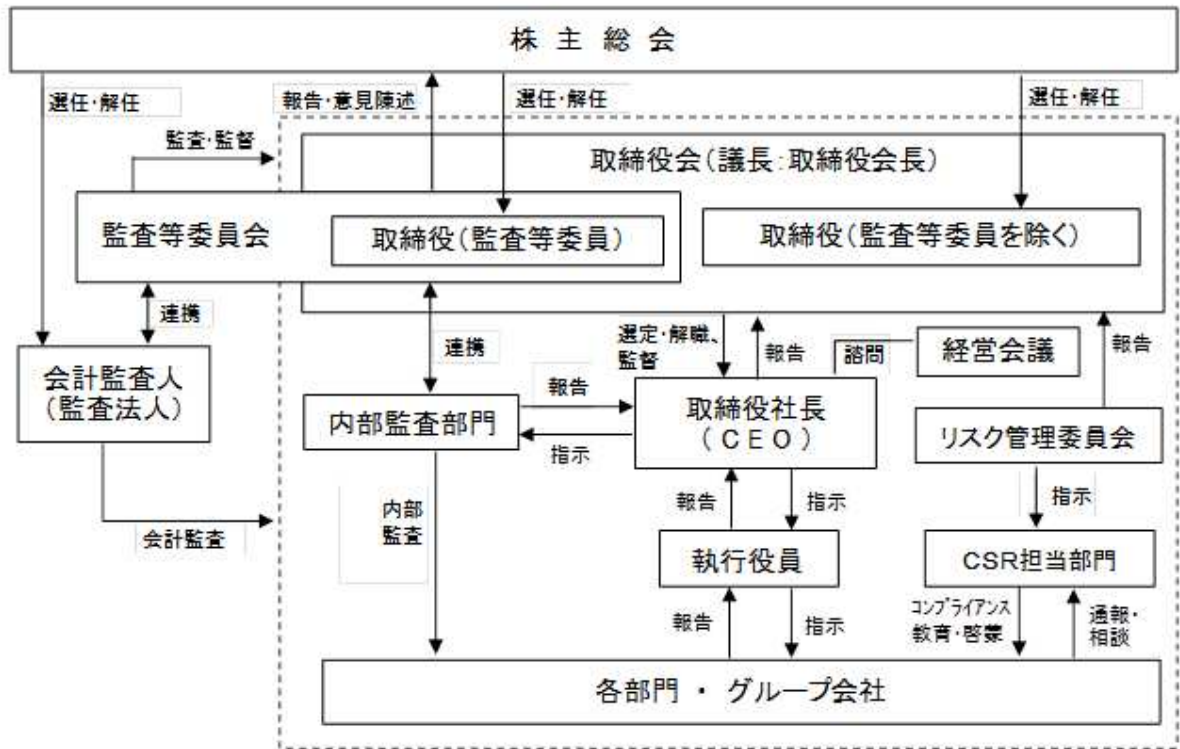 株主総会
選任・解任
報告・意見陳述
選任・解任
選任・解任
監査・監督
取締役会(議長:取締役会長)
監査等委員会
取締役(監査等委員)
取締役(監査等委員を除く)
連携
連携
選定・解職、
監督
報告
諮問
経営会議
報告
会計監査人
(監査法人)
内部監査部門
報告
指示
取締役社長
(CEO)
リスク管理委員会
内部
監査
報告
指示
指示
会計監査
執行役員
CSR担当部門
報告
指示
コンプライアンス
教育・啓蒙
通報・
相談
各部門・グループ会社